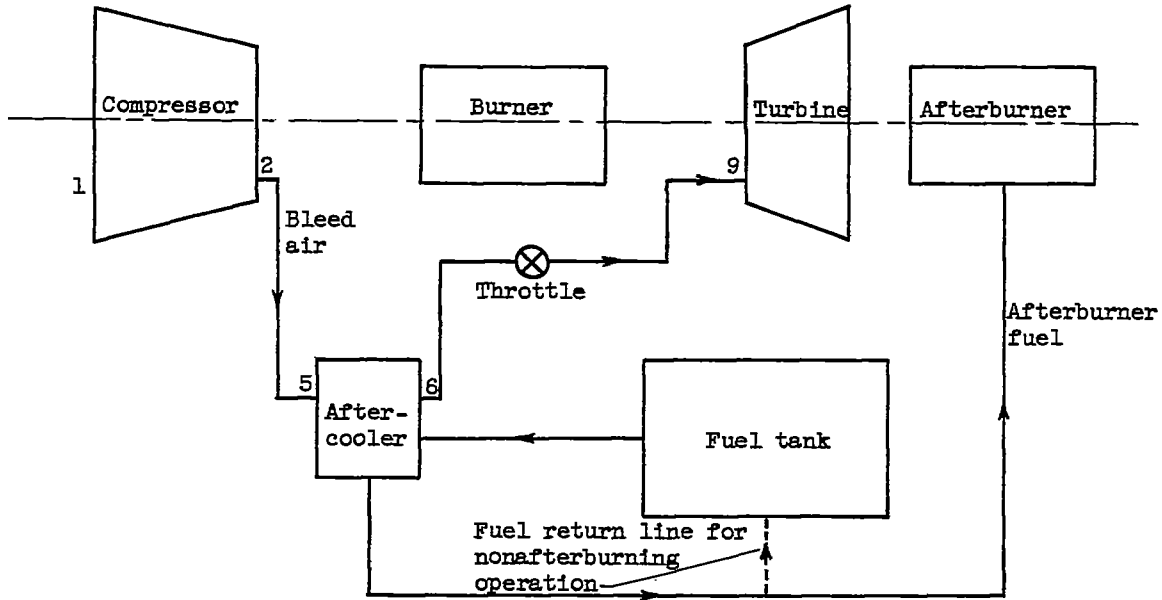 Compressor
Burner
Turbine
Afterburner
1
2
9
Bleed
air
Throttle
Afterburner
fuel
5
6
After-
cooler
Fuel tank
Fuel return line for
nonafterburning
operation